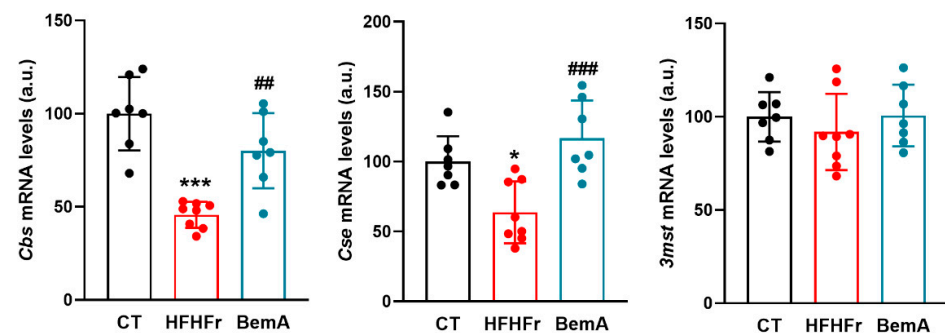 Cbs mRNA levels (a.u.)
150
100
50
0
***
##
CT HFHFr BemA
Cse mRNA levels (a.u.)
200
150
100
50
0
*
###
CT HFHFr BemA
3mst mRNA levels (a.u.)
150
100
50
0
CT HFHFr BemA